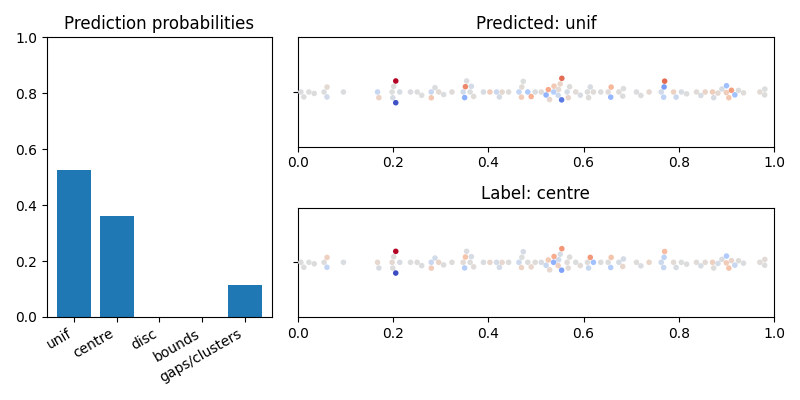 Prediction probabilities
1.0
0.8
0.6
0.4
0.2
0.0
unif
centre
disc
bounds
gaps/clusters
Predicted: unif
0.0 0.2 0.4 0.6 0.8 1.0
Label: centre
0.0 0.2 0.4 0.6 0.8 1.0